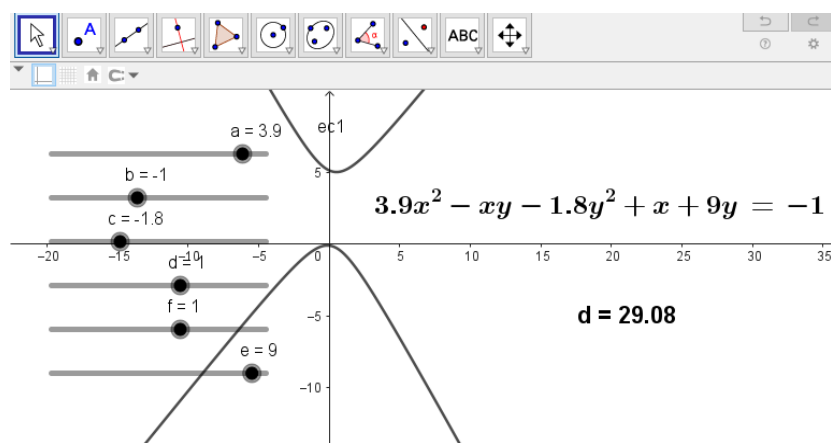 A
α
ABC
a = 3.9
b = -1
c = -1.8
d = 1
f = 1
e = 9
ec1
3.9x² − xy − 1.8y² + x + 9y = −1
d = 29.08
5
−5
−10
−20 −15 −10 −5 0 5 10 15 20 25 30 35